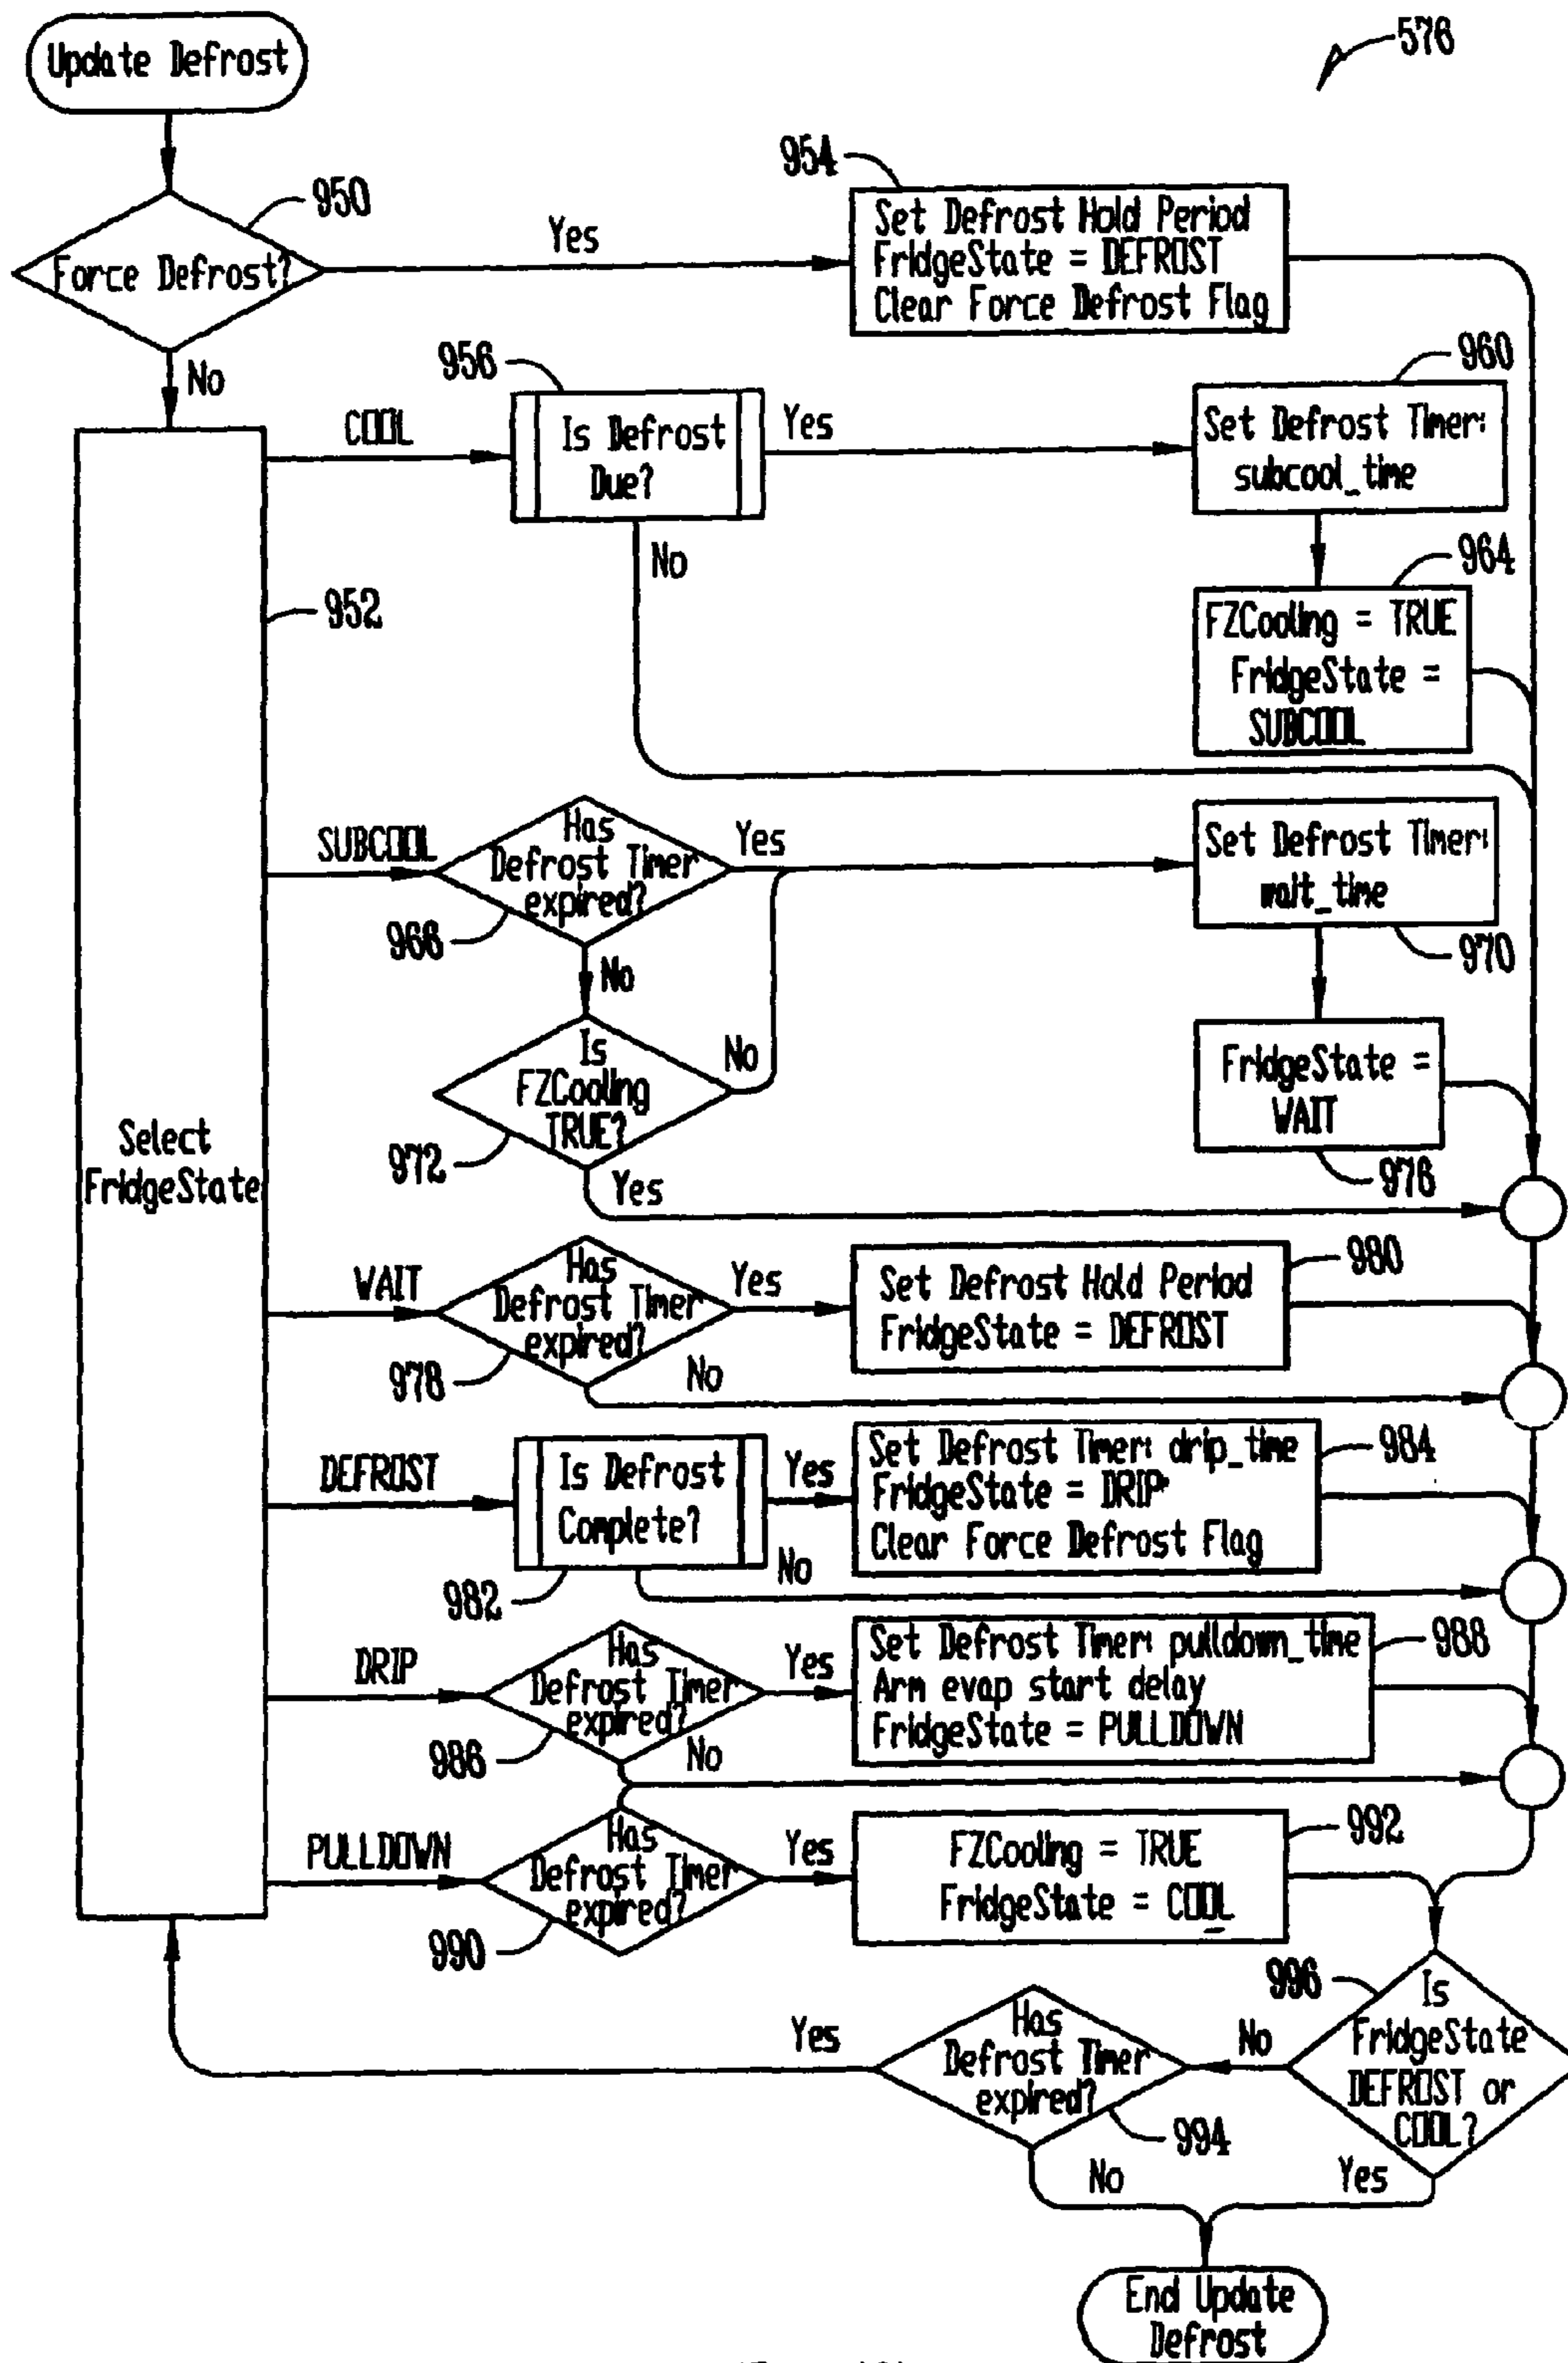 Update Defrost
576
950
Force Defrost?
Yes
No
954
Set Defrost Hold Period
FridgeState = DEFROST
Clear Force Defrost Flag
952
Select
FridgeState
COOL
956
Is Defrost
Due?
Yes
No
960
Set Defrost Timer:
subcool_time
964
FZCooling = TRUE
FridgeState =
SUBCOOL
SUBCOOL
Has
Defrost Timer
expired?
968
Yes
No
Is
FZCooling
TRUE?
972
No
Yes
Set Defrost Timer:
wait_time
970
FridgeState =
WAIT
976
WAIT
Has
Defrost Timer
expired?
978
Yes
No
Set Defrost Hold Period
FridgeState = DEFROST
980
DEFROST
Is Defrost
Complete?
982
Yes
No
Set Defrost Timer: drip_time
FridgeState = DRIP
Clear Force Defrost Flag
984
DRIP
Has
Defrost Timer
expired?
986
Yes
No
Set Defrost Timer: pulldown_time
Arm evap start delay
FridgeState = PULLDOWN
988
PULLDOWN
Has
Defrost Timer
expired?
990
Yes
FZCooling = TRUE
FridgeState = COOL
992
996
Is
FridgeState
DEFROST or
COOL?
No
Yes
Has
Defrost Timer
expired?
994
Yes
No
End Update
Defrost